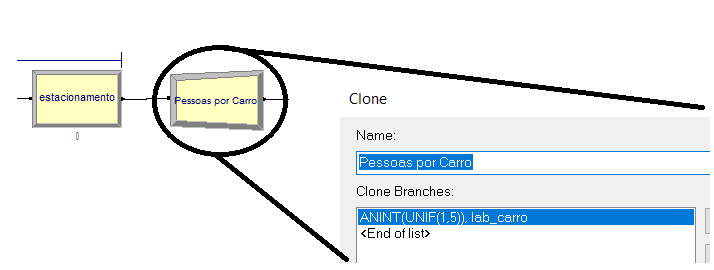 estacionamento
0
Pessoas por Carro
Clone
Name:
Pessoas por Carro
Clone Branches:
ANINT(UNIF(1,5)), lab_carro
<End of list>